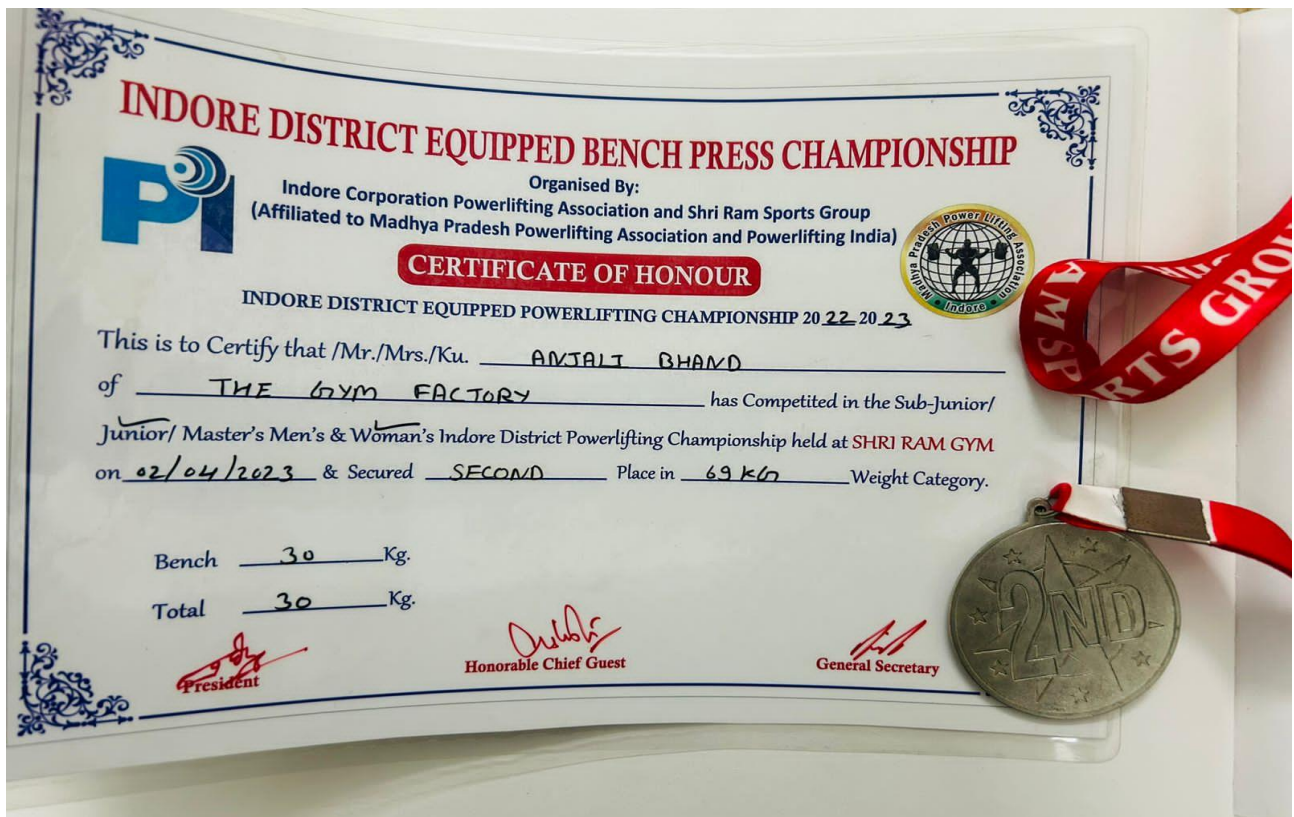 INDORE DISTRICT EQUIPPED BENCH PRESS CHAMPIONSHIP
PI
Organised By:
Indore Corporation Powerlifting Association and Shri Ram Sports Group
(Affiliated to Madhya Pradesh Powerlifting Association and Powerlifting India)
Madhya Pradesh Power Lifting Association
Indore
CERTIFICATE OF HONOUR
INDORE DISTRICT EQUIPPED POWERLIFTING CHAMPIONSHIP 2022 2023
This is to Certify that /Mr./Mrs./Ku. ANJALI BHAND
of THE GYM FACTORY has Competited in the Sub-Junior/
Junior/ Master's Men's & Woman's Indore District Powerlifting Championship held at SHRI RAM GYM
on 02/04/2023 & Secured SECOND Place in 69 KG Weight Category.
Bench 30 Kg.
Total 30 Kg.
President
Honorable Chief Guest
General Secretary
AMSP
RTS GROU
2ND